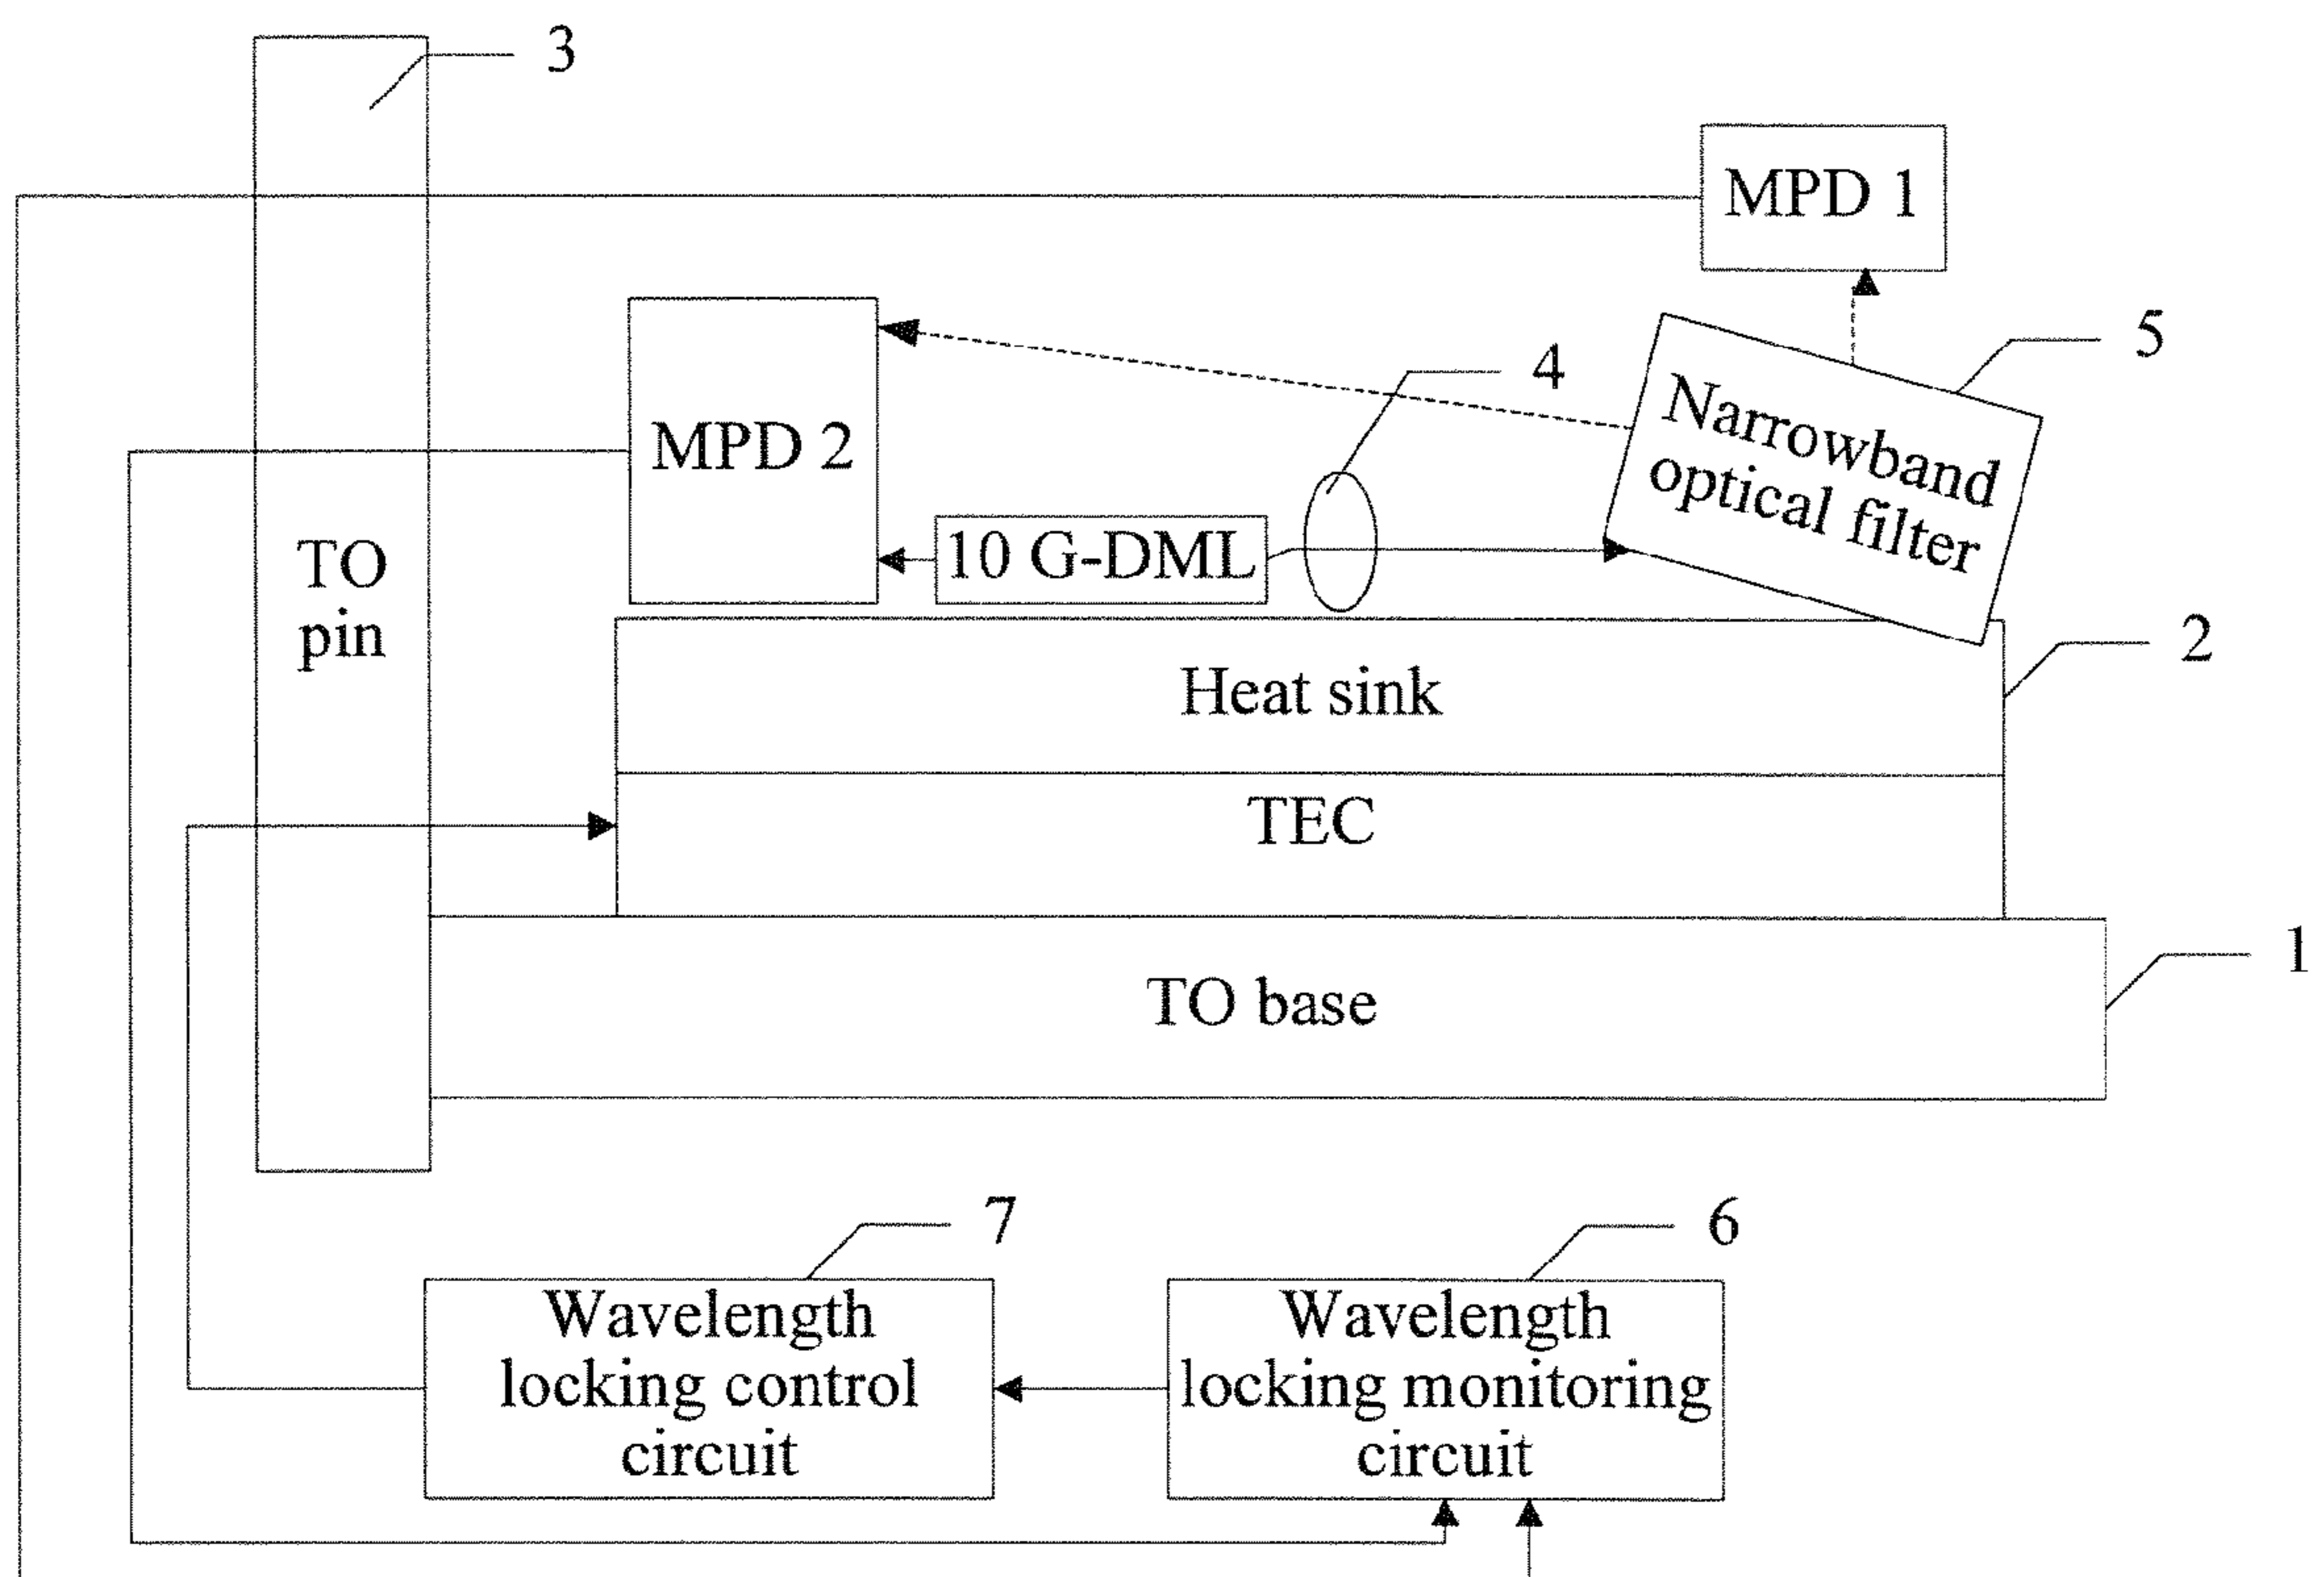 3
MPD 1
5
4
MPD 2
Narrowband
optical filter
10 G-DML
TO
pin
2
Heat sink
TEC
1
TO base
7
6
Wavelength
locking control
circuit
Wavelength
locking monitoring
circuit